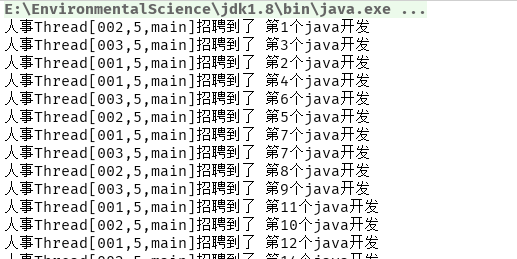 E:\EnvironmentalScience\jdk1.8\bin\java.exe ...
人事Thread[002,5,main]招聘到了 第1个java开发
人事Thread[003,5,main]招聘到了 第3个java开发
人事Thread[001,5,main]招聘到了 第2个java开发
人事Thread[001,5,main]招聘到了 第4个java开发
人事Thread[003,5,main]招聘到了 第6个java开发
人事Thread[002,5,main]招聘到了 第5个java开发
人事Thread[001,5,main]招聘到了 第7个java开发
人事Thread[003,5,main]招聘到了 第7个java开发
人事Thread[002,5,main]招聘到了 第8个java开发
人事Thread[003,5,main]招聘到了 第9个java开发
人事Thread[001,5,main]招聘到了 第11个java开发
人事Thread[002,5,main]招聘到了 第10个java开发
人事Thread[001,5,main]招聘到了 第12个java开发